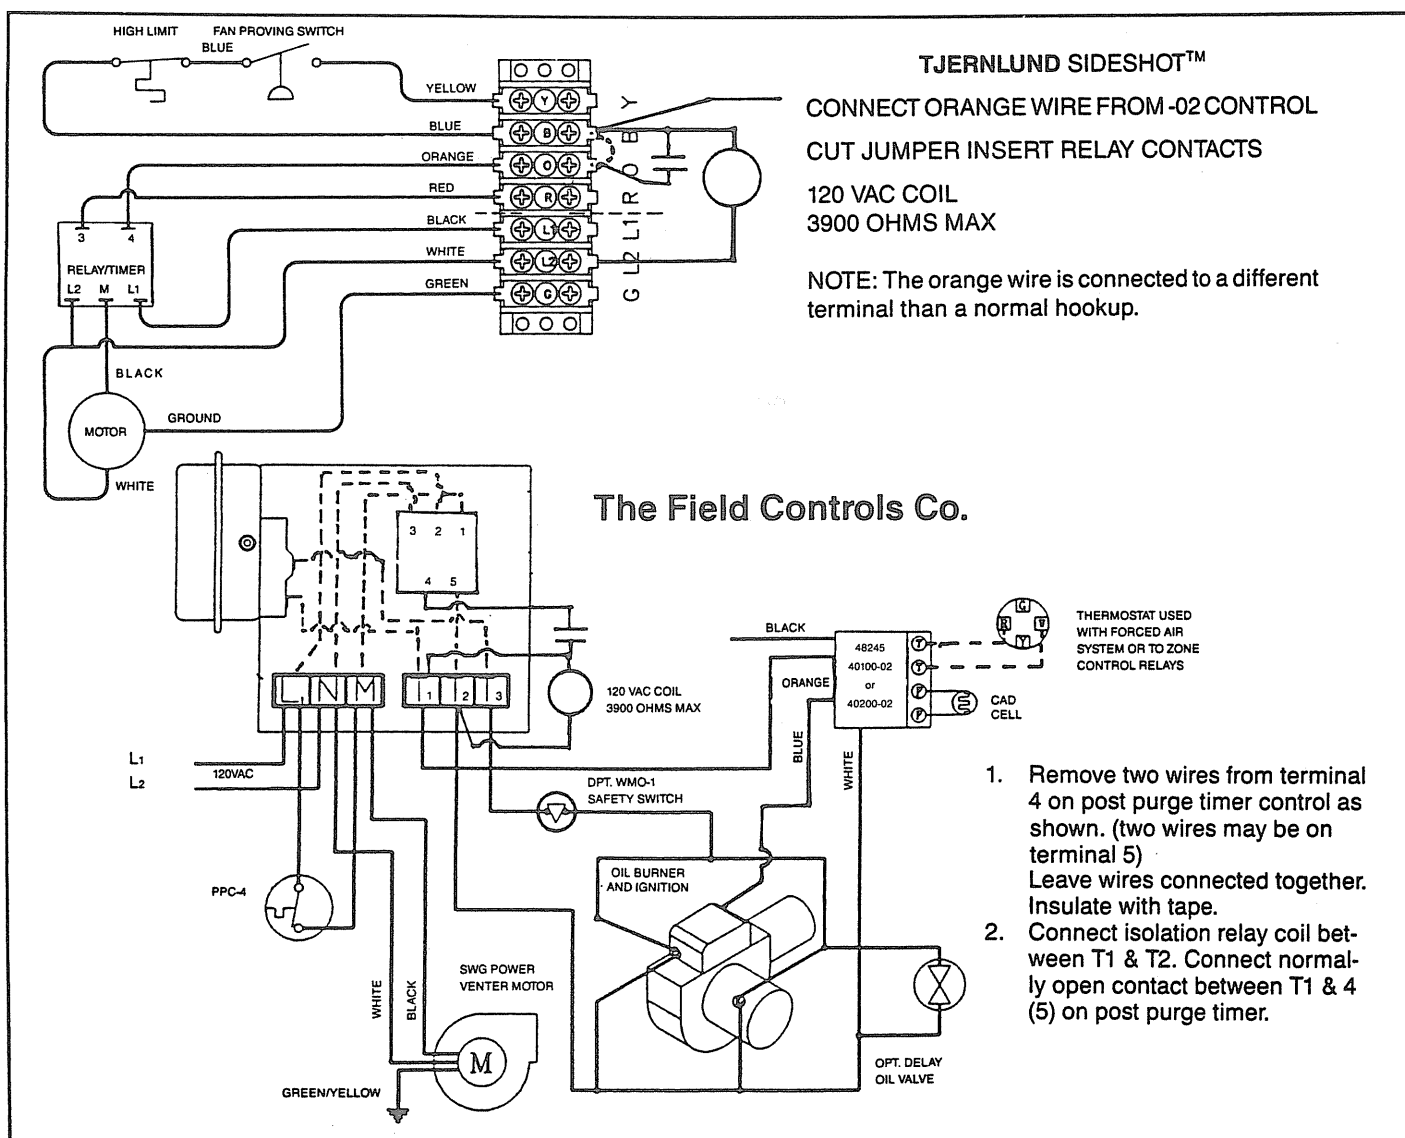 HIGH LIMIT
FAN PROVING SWITCH
BLUE
YELLOW
BLUE
ORANGE
RED
BLACK
WHITE
GREEN
Y
B
O
R
L1
L2
G
Y
B
O
R
L1
L2
G
3 4
RELAY/TIMER
L2 M L1
BLACK
MOTOR
GROUND
WHITE
TJERNLUND SIDESHOT™
CONNECT ORANGE WIRE FROM -02 CONTROL
CUT JUMPER INSERT RELAY CONTACTS
120 VAC COIL
3900 OHMS MAX
NOTE: The orange wire is connected to a different
terminal than a normal hookup.
The Field Controls Co.
3 2 1
4 5
L N M
1 2 3
120 VAC COIL
3900 OHMS MAX
L1
L2
120VAC
PPC-4
WHITE
BLACK
GREEN/YELLOW
SWG POWER
VENTER MOTOR
M
DPT. WMO-1
SAFETY SWITCH
OIL BURNER
AND IGNITION
BLACK
ORANGE
BLUE
WHITE
48245
40100-02
or
40200-02
T
T
F
F
G
R W
Y
THERMOSTAT USED
WITH FORCED AIR
SYSTEM OR TO ZONE
CONTROL RELAYS
CAD
CELL
OPT. DELAY
OIL VALVE
1. Remove two wires from terminal
4 on post purge timer control as
shown. (two wires may be on
terminal 5)
Leave wires connected together.
Insulate with tape.
2. Connect isolation relay coil bet-
ween T1 & T2. Connect normal-
ly open contact between T1 & 4
(5) on post purge timer.